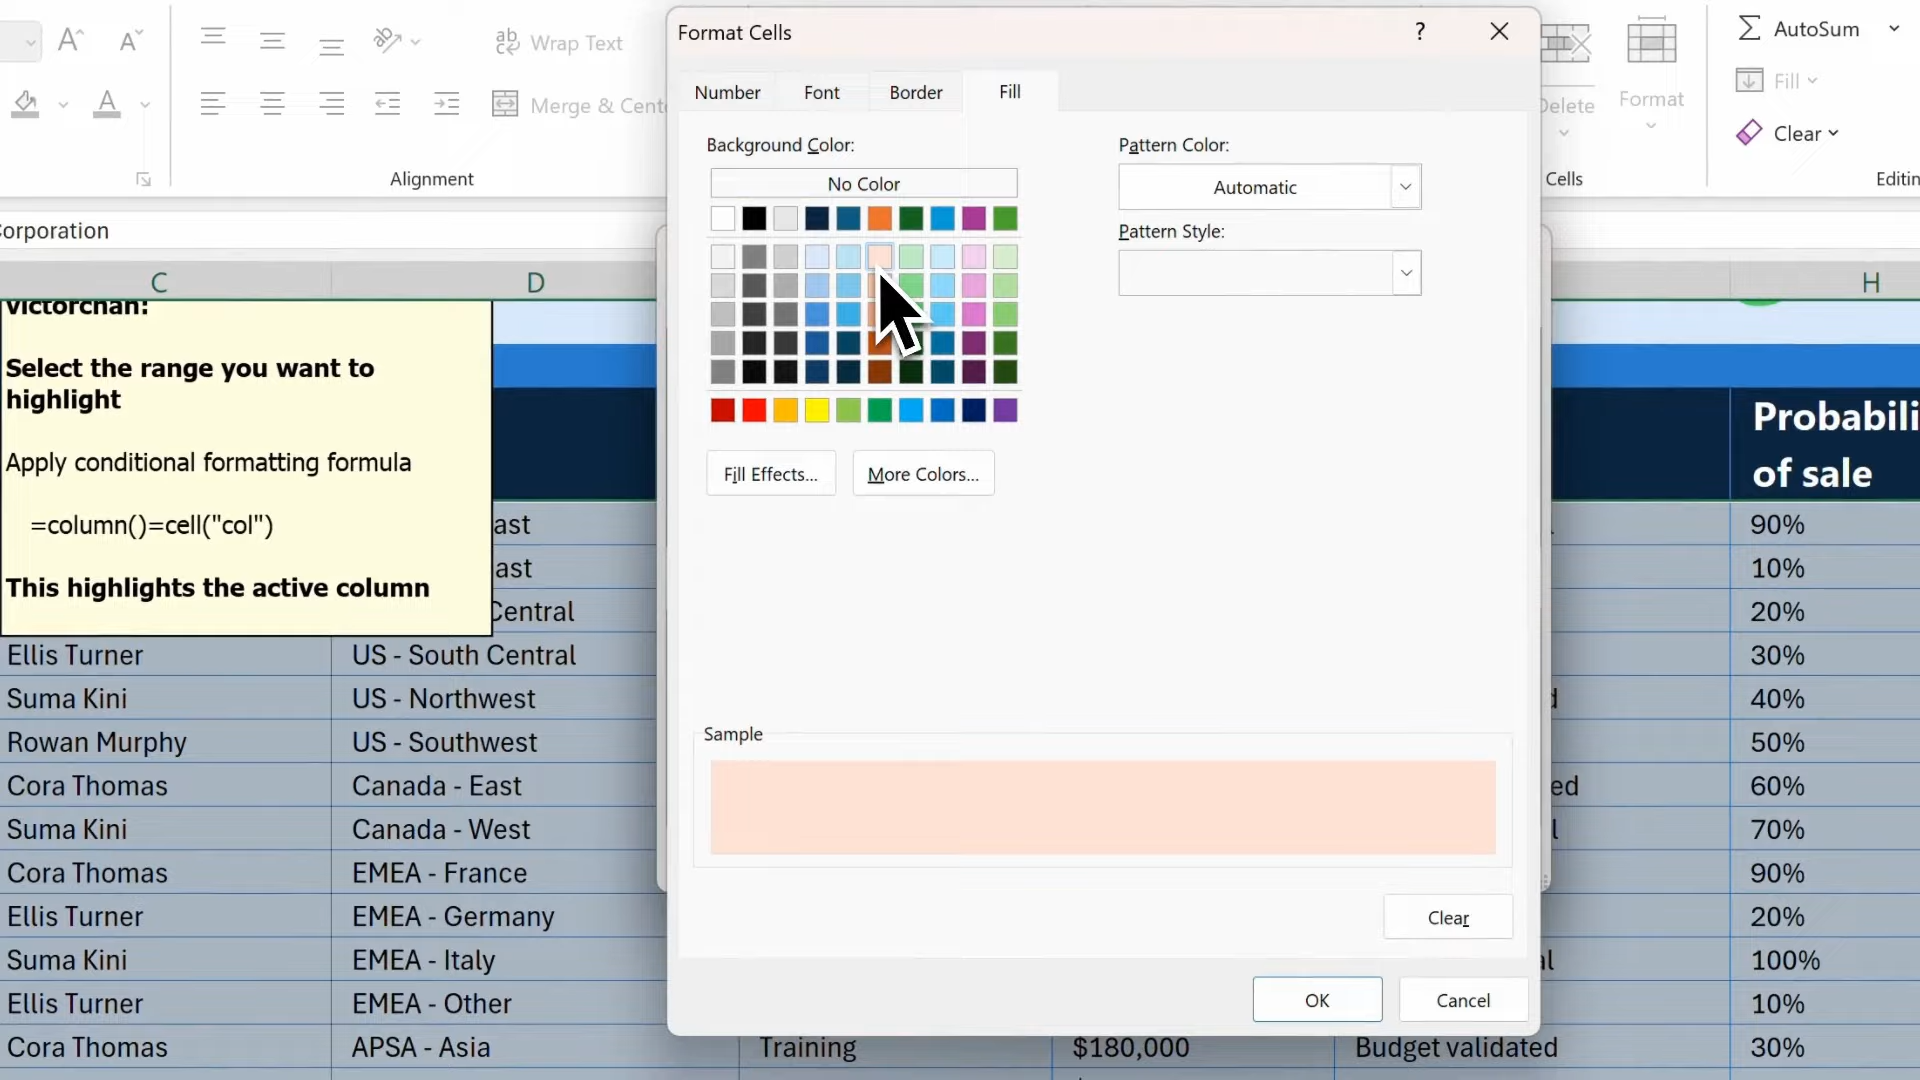 Wrap Text
Merge & Cent
Alignment
orporation
C
D
victorchan:
Select the range you want to
highlight
Apply conditional formatting formula
=column()=cell("col")
This highlights the active column
ast
ast
Central
Ellis Turner US - South Central
Suma Kini US - Northwest
Rowan Murphy US - Southwest
Cora Thomas Canada - East
Suma Kini Canada - West
Cora Thomas EMEA - France
Ellis Turner EMEA - Germany
Suma Kini EMEA - Italy
Ellis Turner EMEA - Other
Cora Thomas APSA - Asia Training $180,000 Budget validated 30%
Format Cells
Number Font Border Fill
Background Color:
No Color
Pattern Color:
Automatic
Pattern Style:
Fill Effects...
More Colors...
Sample
Clear
OK
Cancel
Delete
Format
Cells
AutoSum
Fill
Clear
Editin
H
Probabili
of sale
90%
10%
20%
30%
40%
50%
ed 60%
70%
90%
20%
al 100%
10%